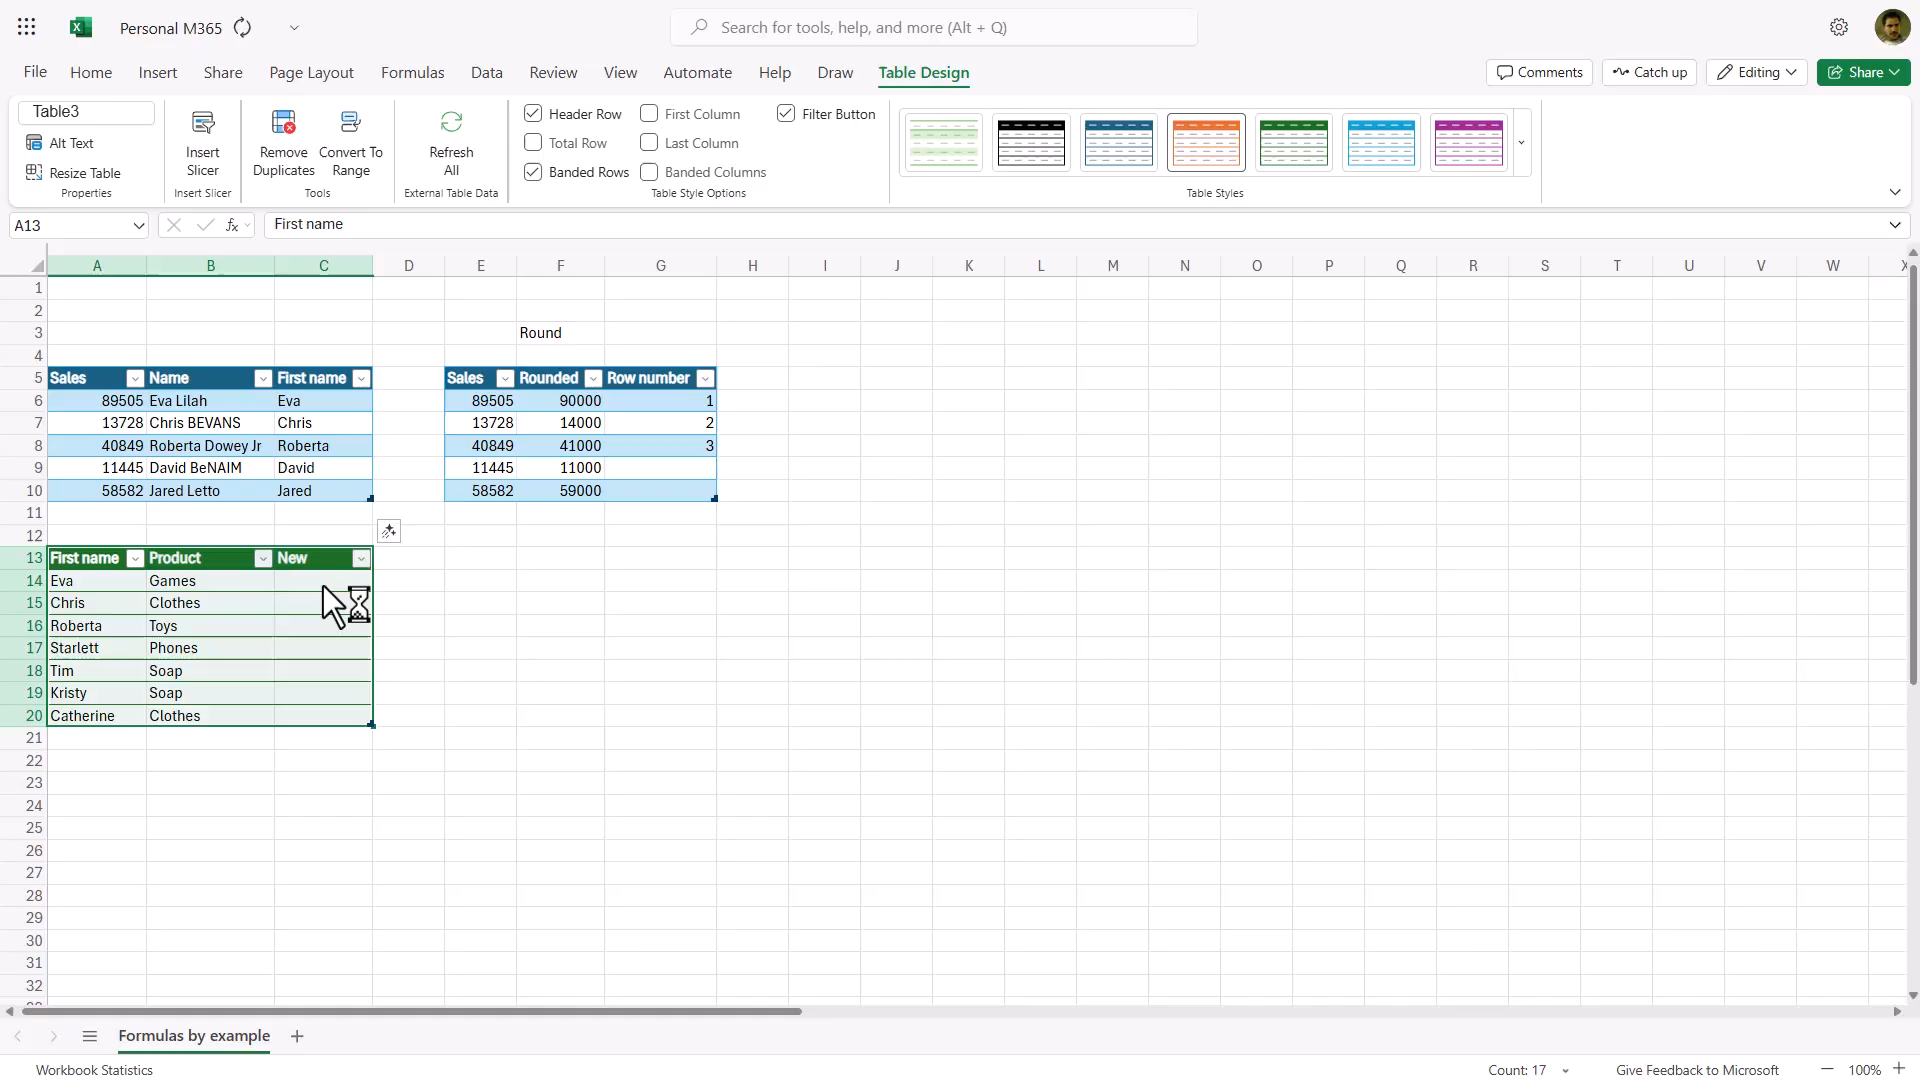 Personal M365
Search for tools, help, and more (Alt + Q)
File Home Insert Share Page Layout Formulas Data Review View Automate Help Draw Table Design
Comments Catch up Editing Share
Table3
Alt Text
Resize Table
Properties
Insert Slicer
Insert Slicer
Remove Duplicates
Convert To Range
Tools
Refresh All
External Table Data
Header Row First Column Filter Button
Total Row Last Column
Banded Rows Banded Columns
Table Style Options
Table Styles
A13 fx First name
A B C D E F G H I J K L M N O P Q R S T U V W X
1
2
3 Round
4
5 Sales Name First name Sales Rounded Row number
6 89505 Eva Lilah Eva 89505 90000 1
7 13728 Chris BEVANS Chris 13728 14000 2
8 40849 Roberta Dowey Jr Roberta 40849 41000 3
9 11445 David BeNAIM David 11445 11000
10 58582 Jared Letto Jared 58582 59000
11
12
13 First name Product New
14 Eva Games
15 Chris Clothes
16 Roberta Toys
17 Starlett Phones
18 Tim Soap
19 Kristy Soap
20 Catherine Clothes
21
22
23
24
25
26
27
28
29
30
31
32
Formulas by example
Workbook Statistics Count: 17 Give Feedback to Microsoft 100%